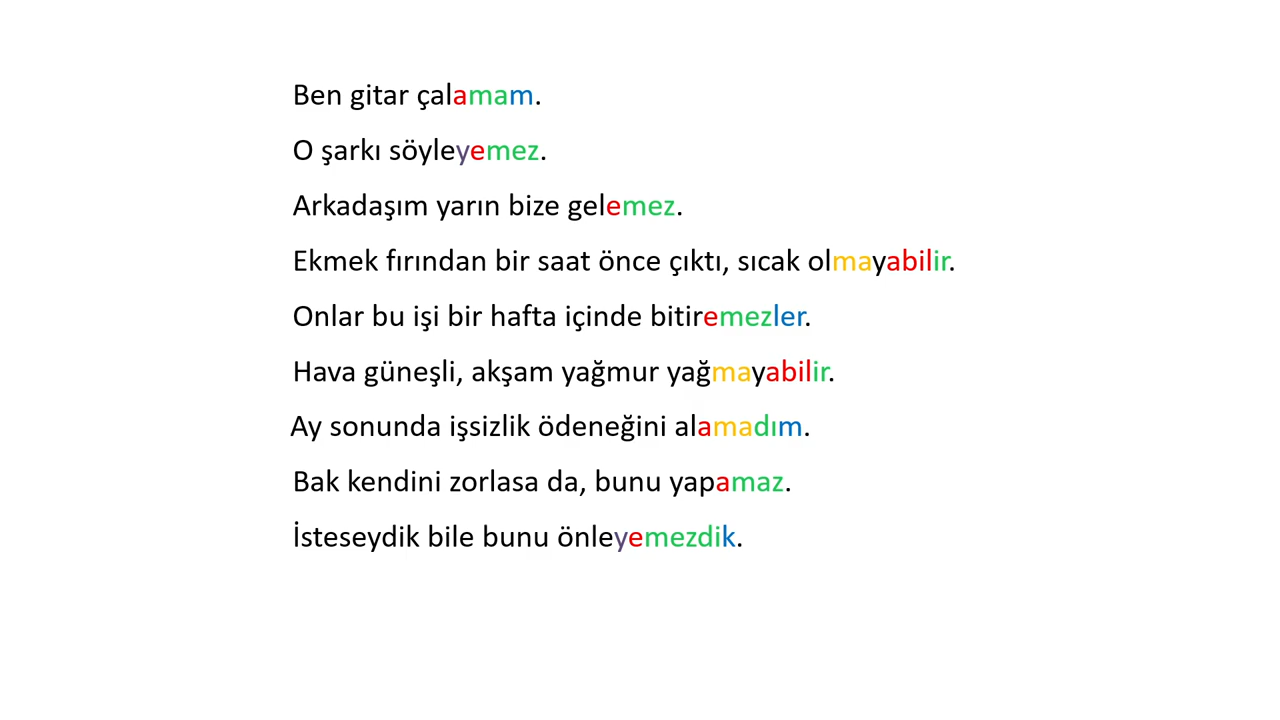 Ben gitar çalamam.
O şarkı söyleyemez.
Arkadaşım yarın bize gelemez.
Ekmek fırından bir saat önce çıktı, sıcak olmayabilir.
Onlar bu işi bir hafta içinde bitiremezler.
Hava güneşli, akşam yağmur yağmayabilir.
Ay sonunda işsizlik ödeneğini alamadım.
Bak kendini zorlasa da, bunu yapamaz.
İsteseydik bile bunu önleyemezdik.